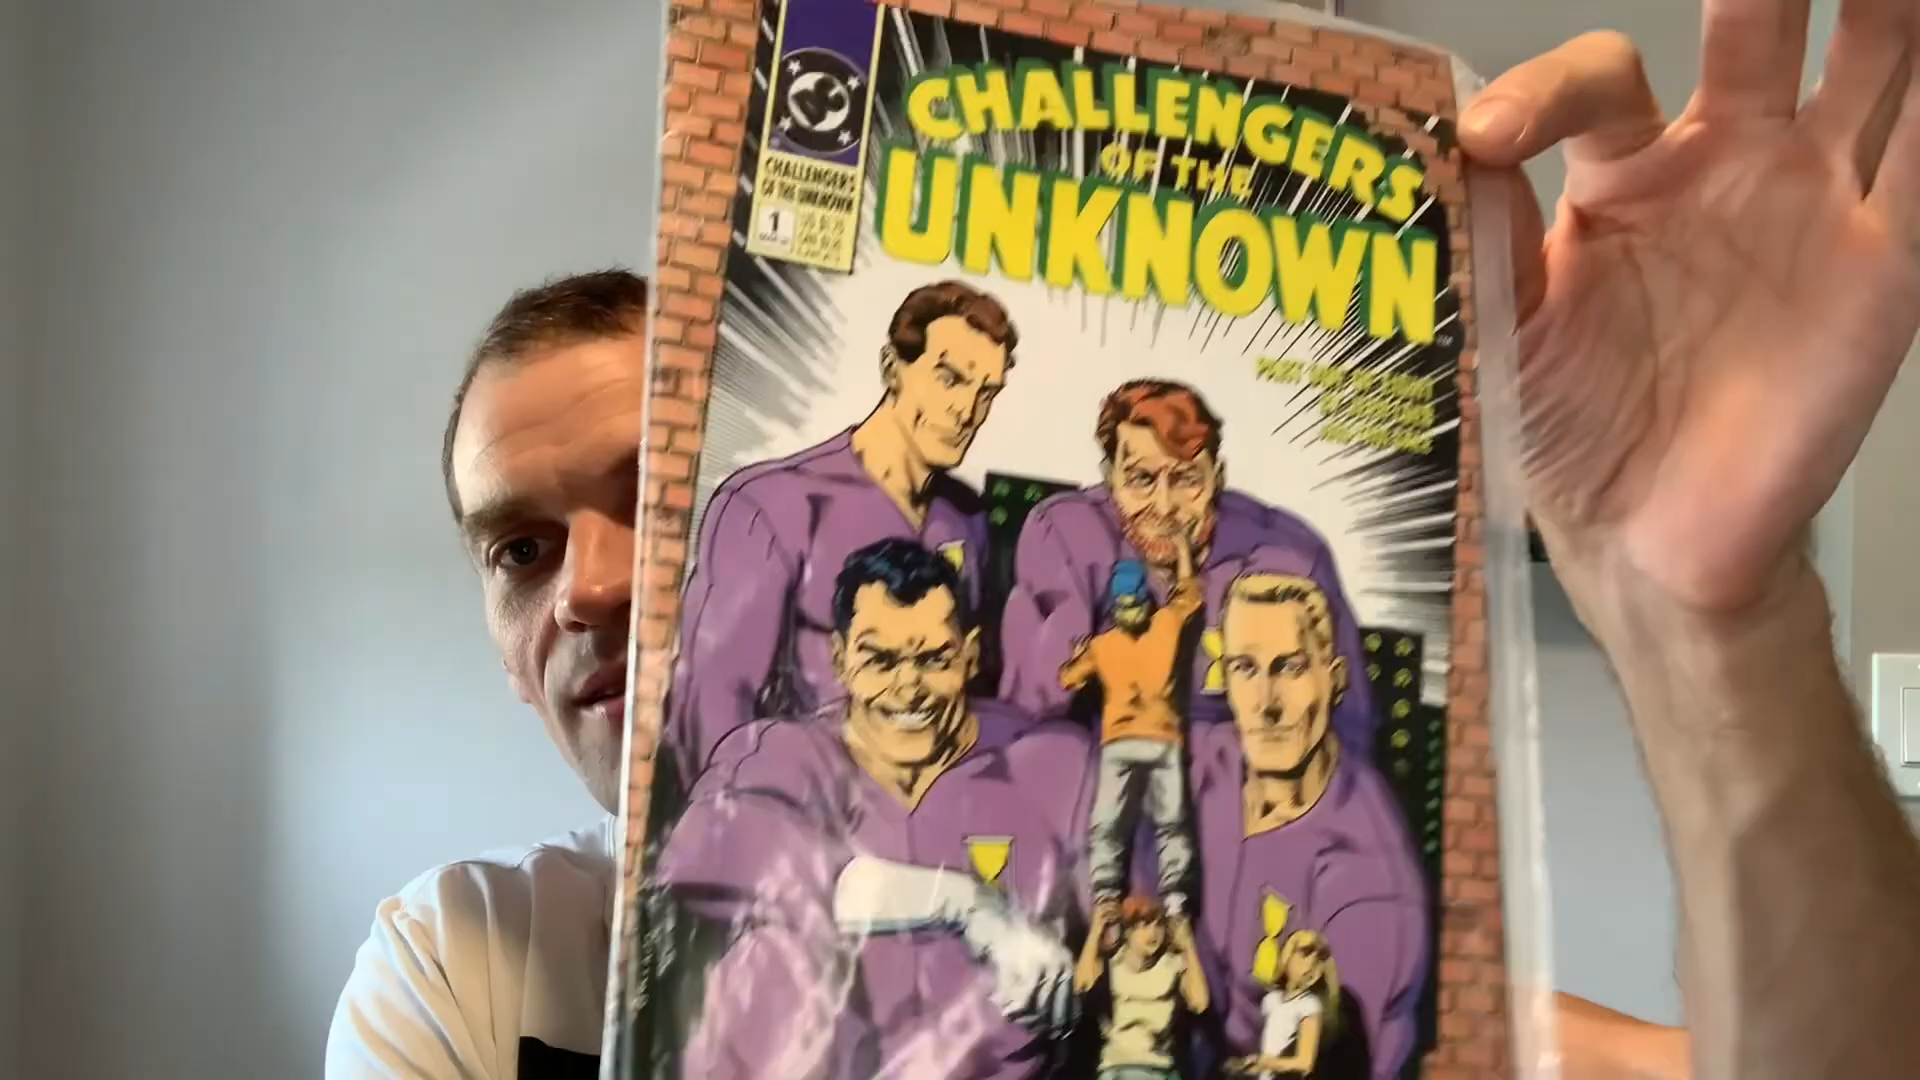 DC
CHALLENGERS
OF THE UNKNOWN
1
CHALLENGERS
OF THE
UNKNOWN